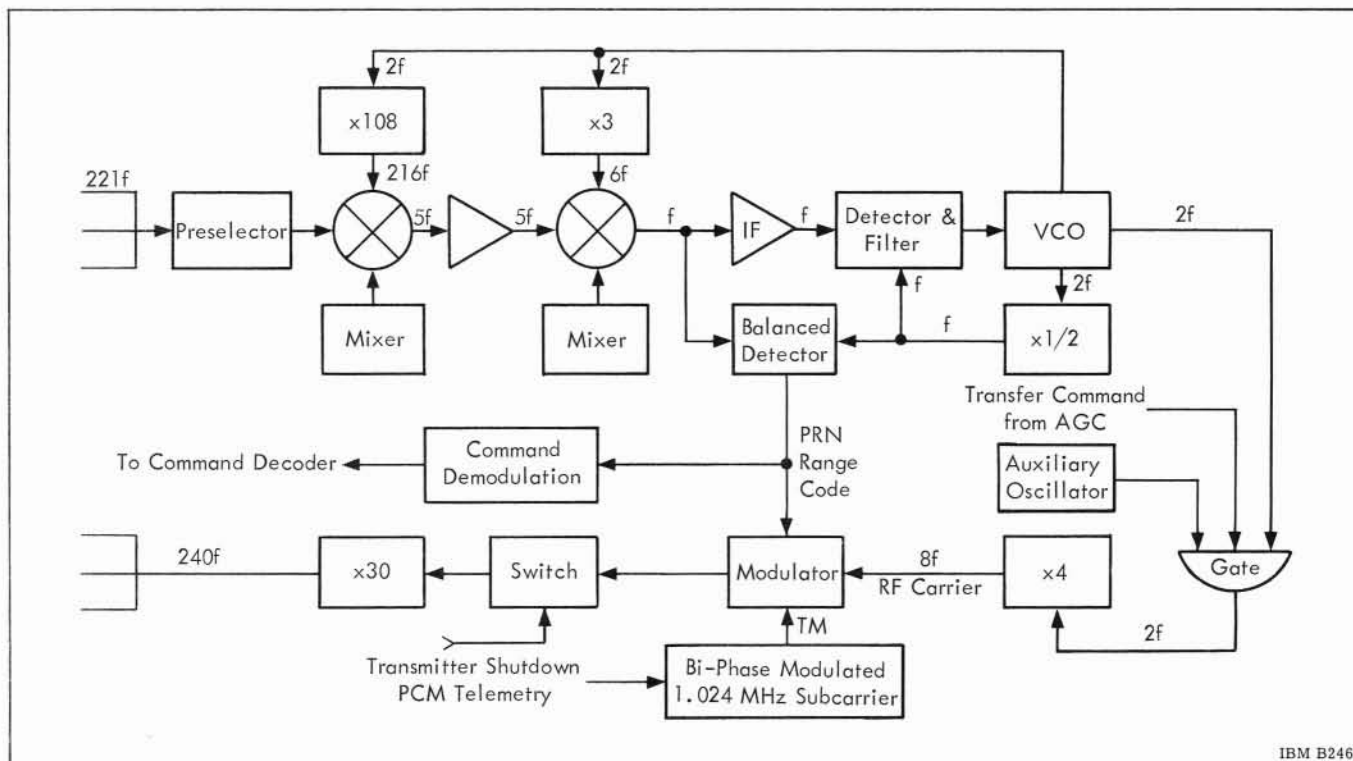 2f
2f
x108
x3
221f
216f
6f
Preselector
5f
5f
f
IF
f
Detector &
Filter
VCO
2f
Mixer
Mixer
f
2f
Balanced
Detector
f
x1/2
Transfer Command
from AGC
To Command Decoder
Command
Demodulation
PRN
Range
Code
Auxiliary
Oscillator
240f
x30
Switch
Modulator
8f
RF Carrier
x4
Gate
2f
TM
Transmitter Shutdown
PCM Telemetry
Bi-Phase Modulated
1.024 MHz Subcarrier
IBM B246